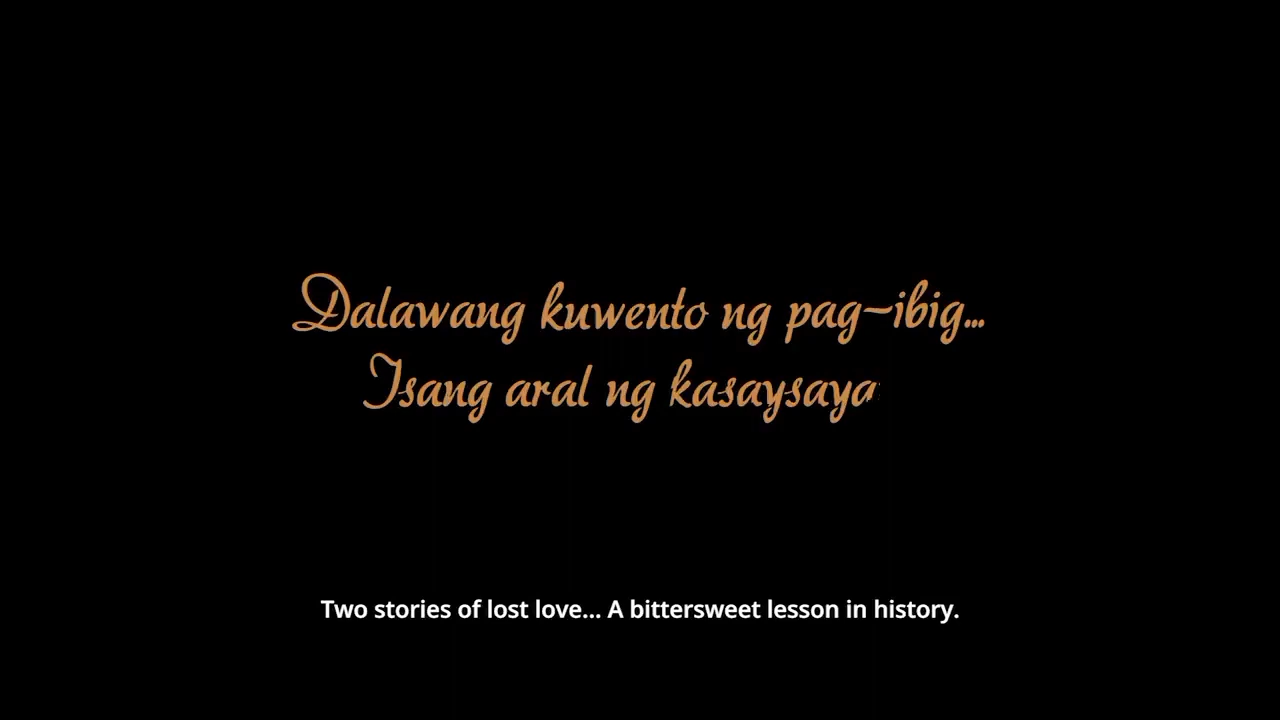 Dalawang kuwento ng pag-ibig...
Isang aral ng kasaysaya
Two stories of lost love... A bittersweet lesson in history.